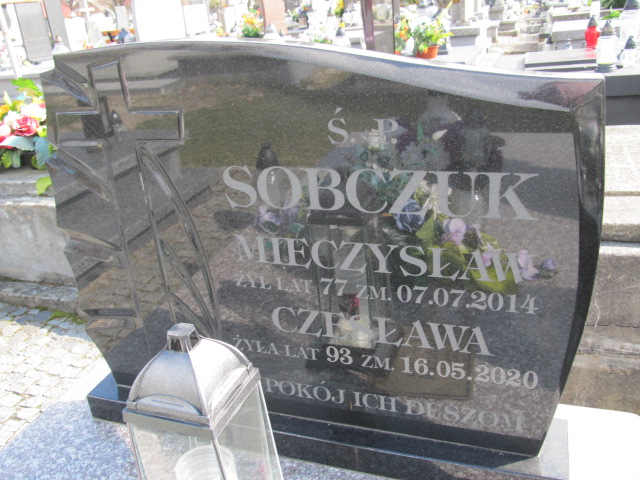 Ś. P.
SOBCZUK
MIECZYSŁAW
ŻYŁ LAT 77 ZM. 07.07.2014
CZESŁAWA
ŻYŁA LAT 93 ZM. 16.05.2020
POKÓJ ICH DUSZOM